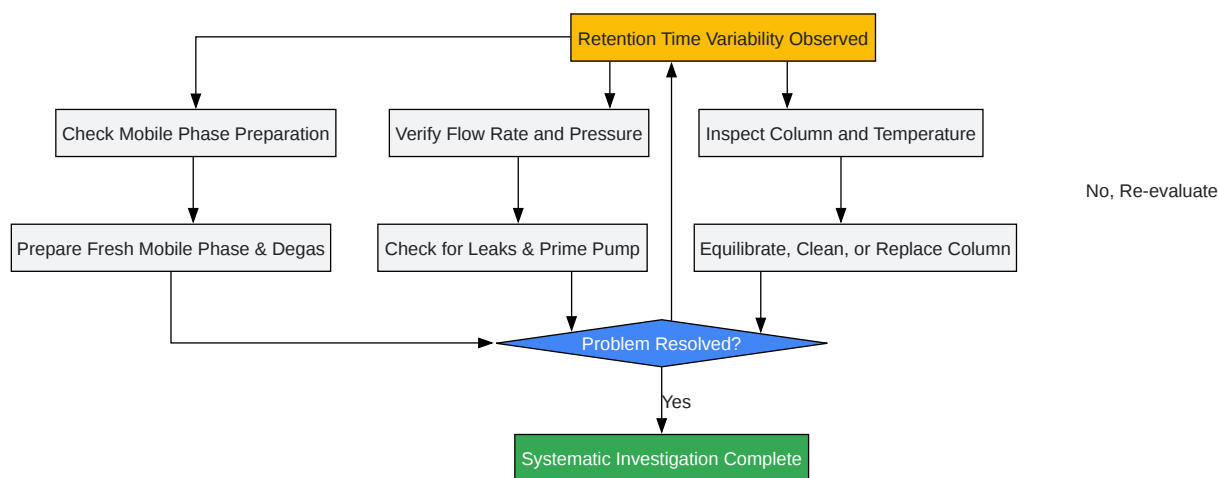 Retention Time Variability Observed
Check Mobile Phase Preparation
Verify Flow Rate and Pressure
Inspect Column and Temperature
No, Re-evaluate
Prepare Fresh Mobile Phase & Degas
Check for Leaks & Prime Pump
Equilibrate, Clean, or Replace Column
Problem Resolved?
Yes
Systematic Investigation Complete